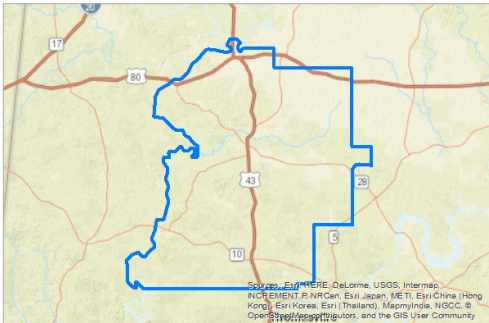 20
17
80
43
28
5
10
Sources: Esri, HERE, DeLorme, USGS, Intermap,
INCREMENT P, NRCan, Esri Japan, METI, Esri China (Hong
Kong), Esri Korea, Esri (Thailand), MapmyIndia, NGCC, ©
OpenStreetMap contributors, and the GIS User Community